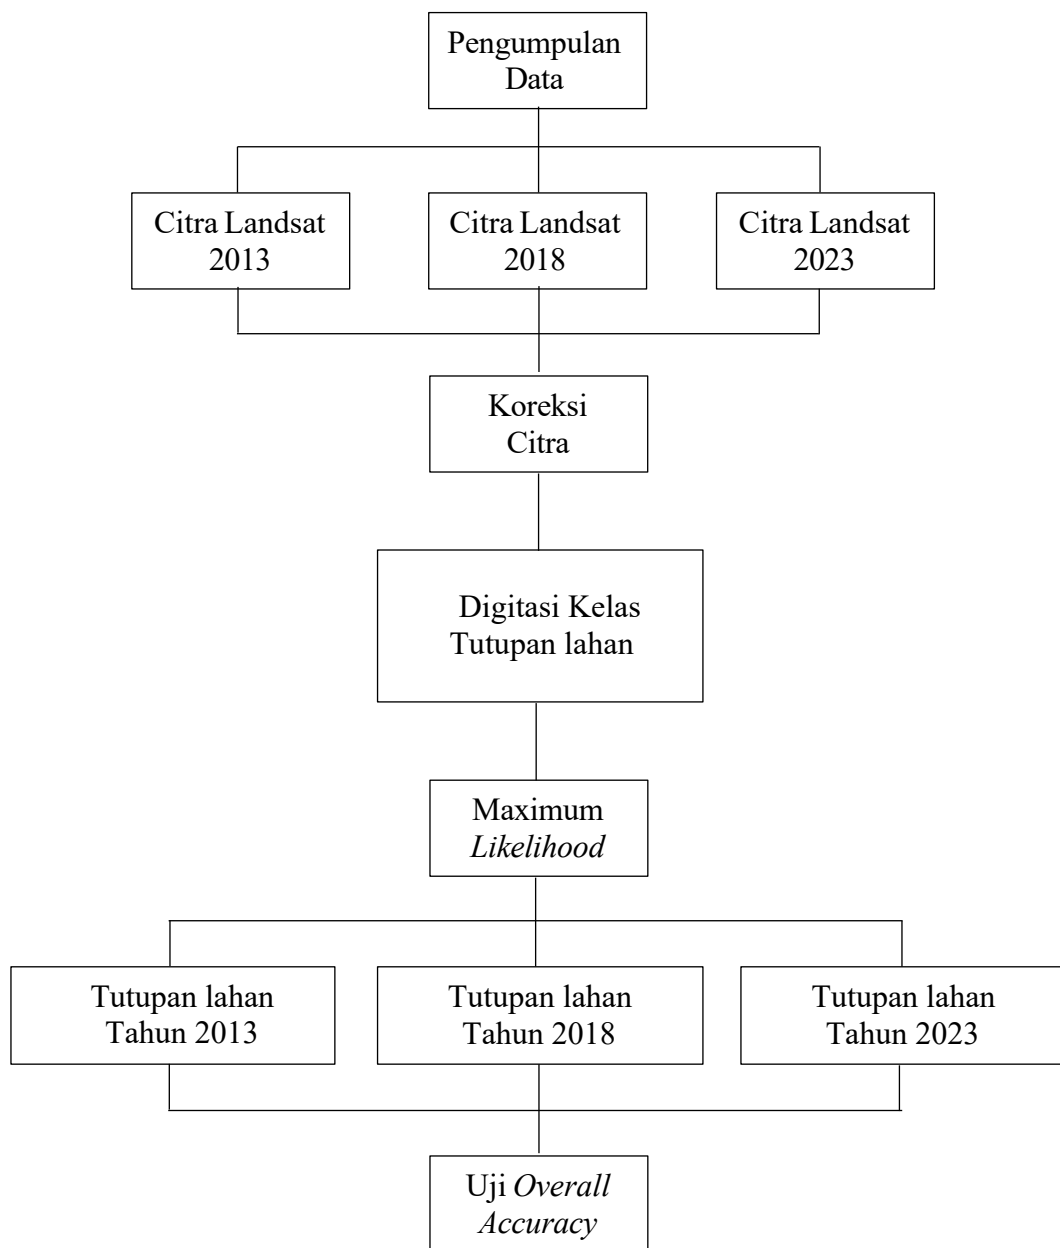 Pengumpulan
Data
Citra Landsat
2013
Citra Landsat
2018
Citra Landsat
2023
Koreksi
Citra
Digitasi Kelas
Tutupan lahan
Maximum
Likelihood
Tutupan lahan
Tahun 2013
Tutupan lahan
Tahun 2018
Tutupan lahan
Tahun 2023
Uji Overall
Accuracy